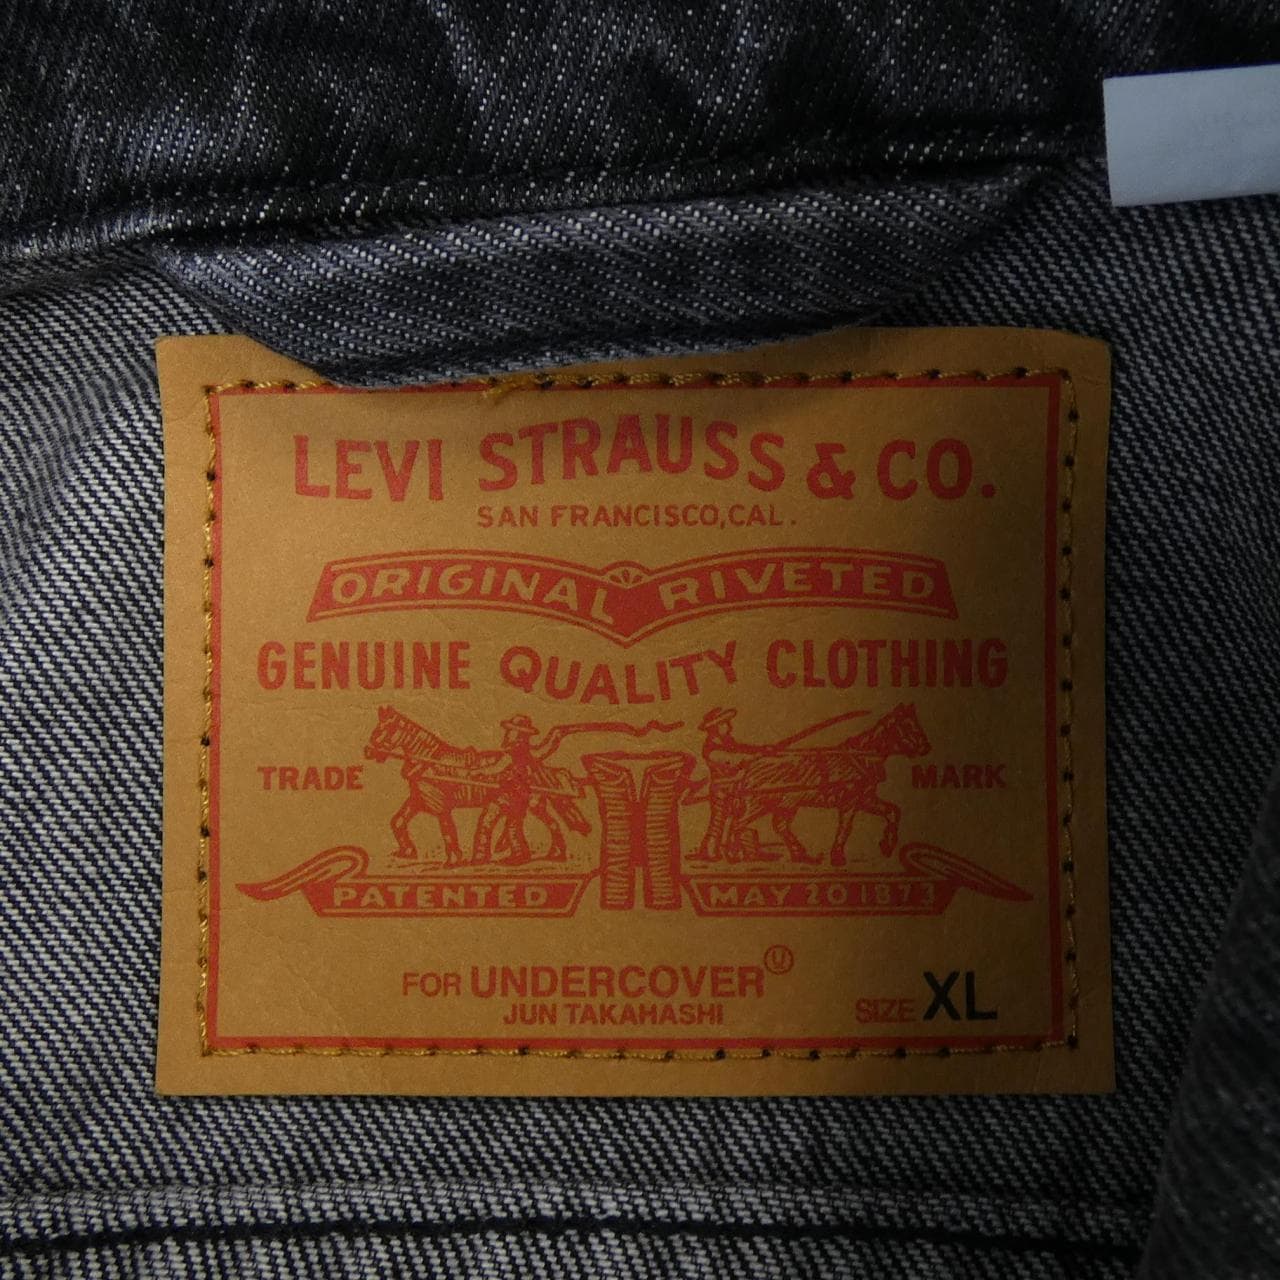 LEVI STRAUSS & CO.
SAN FRANCISCO, CAL.
ORIGINAL RIVETED
GENUINE QUALITY CLOTHING
TRADE MARK
PATENTED MAY 20 1873
FOR UNDERCOVER Ⓤ
JUN TAKAHASHI
SIZE XL